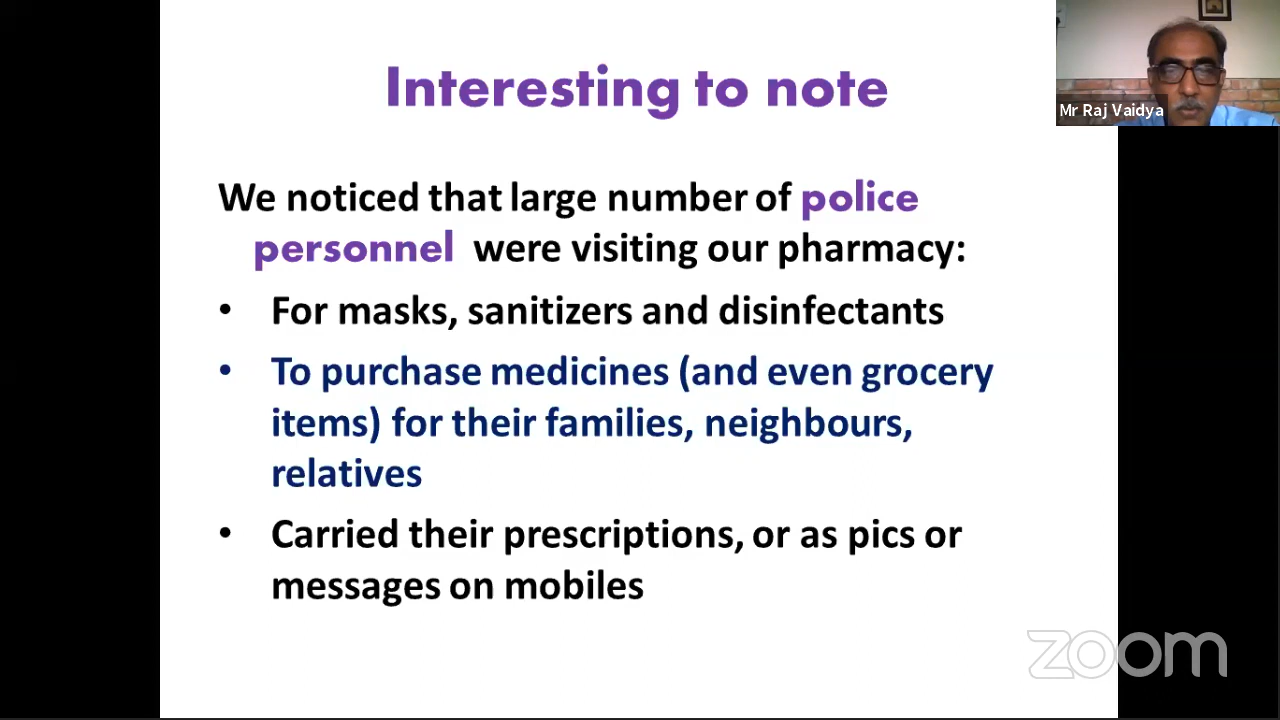 Interesting to note
Mr Raj Vaidya
We noticed that large number of police
personnel were visiting our pharmacy:
• For masks, sanitizers and disinfectants
• To purchase medicines (and even grocery
items) for their families, neighbours,
relatives
• Carried their prescriptions, or as pics or
messages on mobiles
zoom